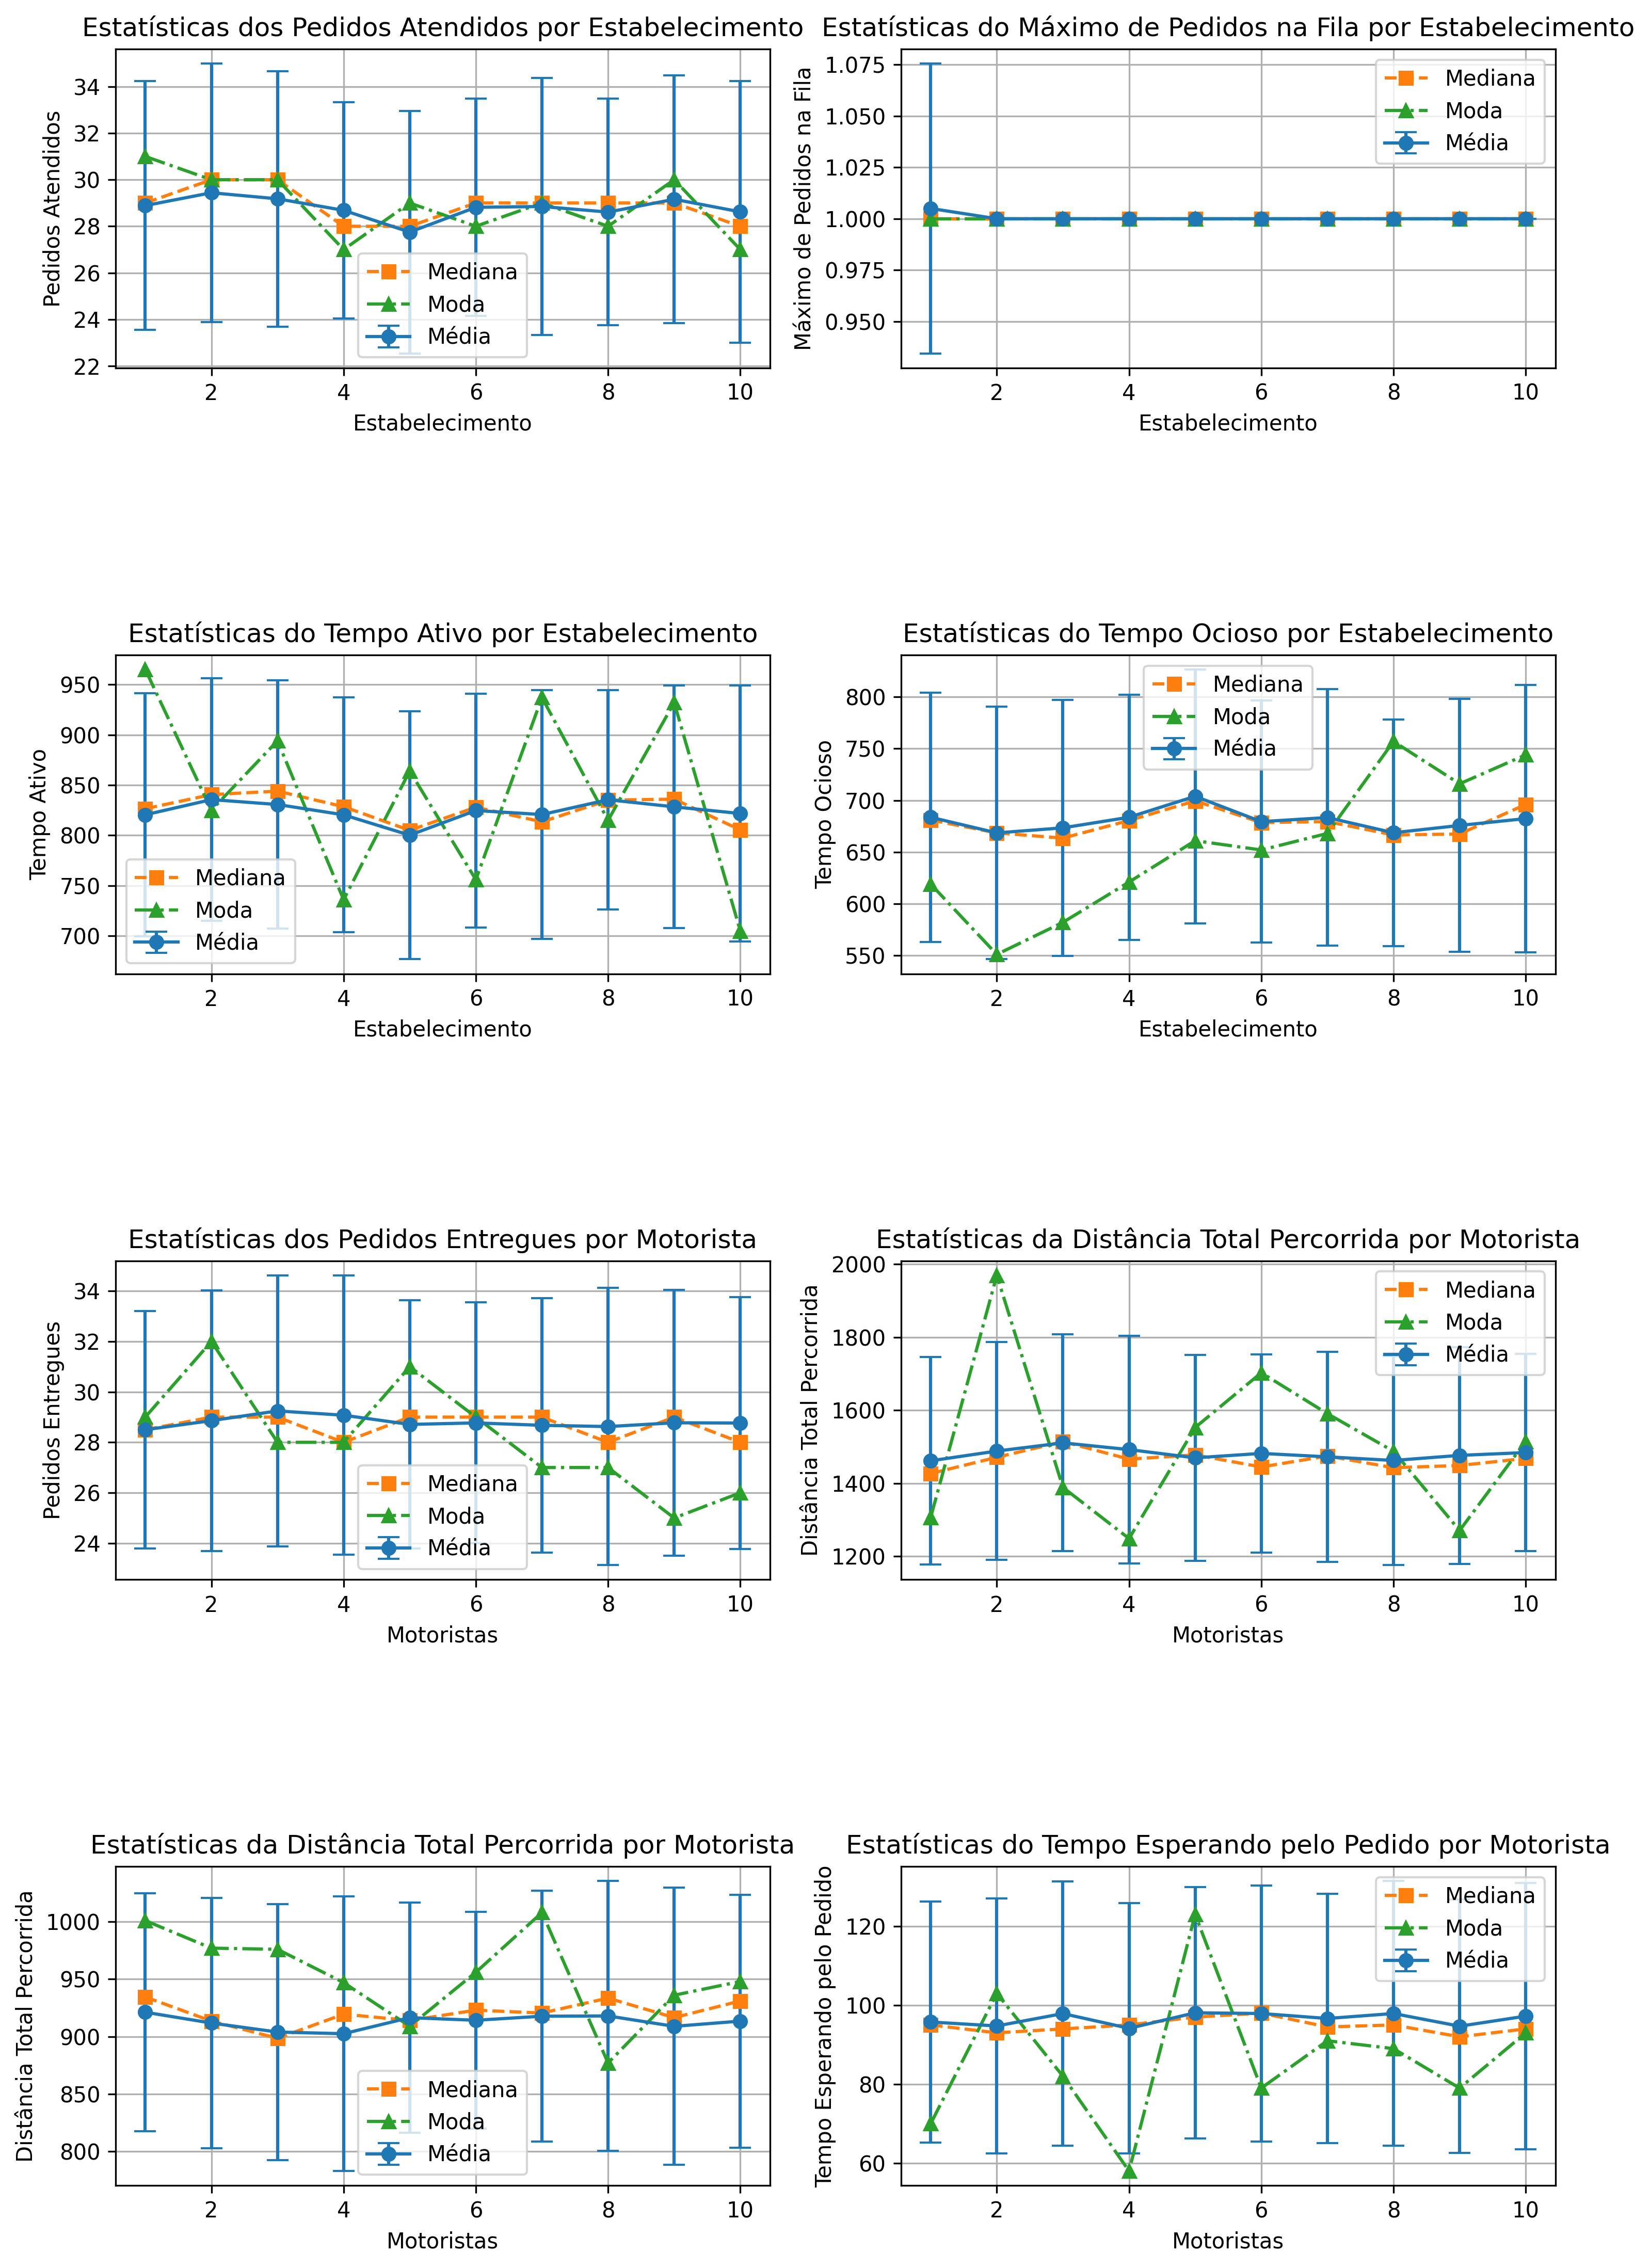 Estatísticas dos Pedidos Atendidos por Estabelecimento
Pedidos Atendidos
34
32
30
28
26
24
22
Mediana
Moda
Média
2 4 6 8 10
Estabelecimento
Estatísticas do Máximo de Pedidos na Fila por Estabelecimento
Máximo de Pedidos na Fila
1.075
1.050
1.025
1.000
0.975
0.950
Mediana
Moda
Média
2 4 6 8 10
Estabelecimento
Estatísticas do Tempo Ativo por Estabelecimento
Tempo Ativo
950
900
850
800
750
700
Mediana
Moda
Média
2 4 6 8 10
Estabelecimento
Estatísticas do Tempo Ocioso por Estabelecimento
Tempo Ocioso
800
750
700
650
600
550
Mediana
Moda
Média
2 4 6 8 10
Estabelecimento
Estatísticas dos Pedidos Entregues por Motorista
Pedidos Entregues
34
32
30
28
26
24
Mediana
Moda
Média
2 4 6 8 10
Motoristas
Estatísticas da Distância Total Percorrida por Motorista
Distância Total Percorrida
2000
1800
1600
1400
1200
Mediana
Moda
Média
2 4 6 8 10
Motoristas
Estatísticas da Distância Total Percorrida por Motorista
Distância Total Percorrida
1000
950
900
850
800
Mediana
Moda
Média
2 4 6 8 10
Motoristas
Estatísticas do Tempo Esperando pelo Pedido por Motorista
Tempo Esperando pelo Pedido
120
100
80
60
Mediana
Moda
Média
2 4 6 8 10
Motoristas